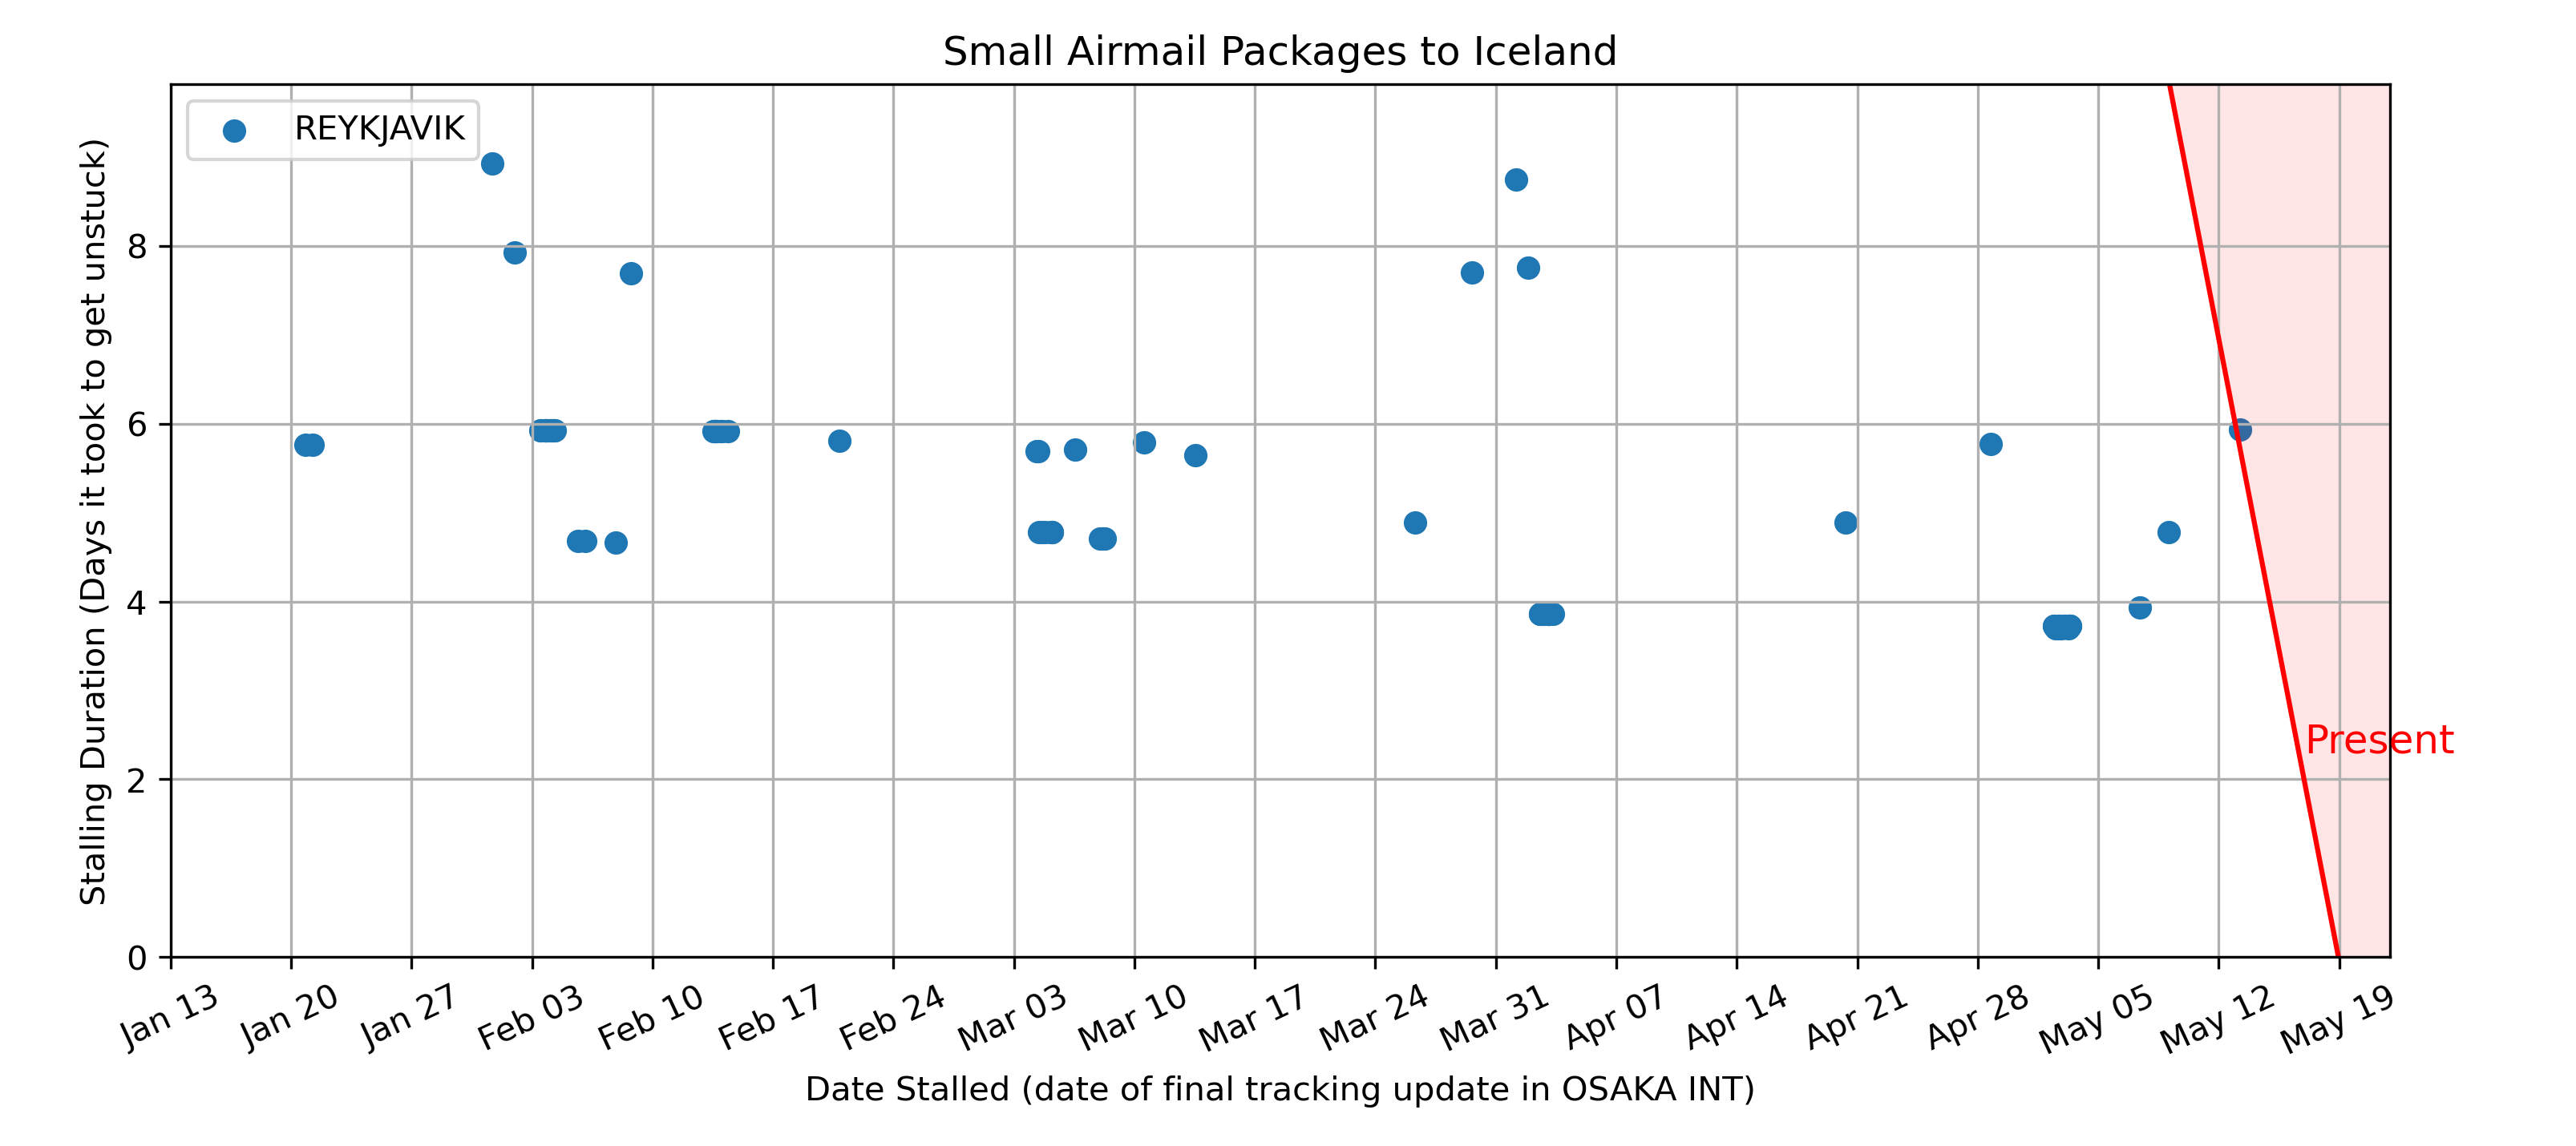 Small Airmail Packages to Iceland
REYKJAVIK
Stalling Duration (Days it took to get unstuck)
8
6
4
2
0
Present
Jan 13
Jan 20
Jan 27
Feb 03
Feb 10
Feb 17
Feb 24
Mar 03
Mar 10
Mar 17
Mar 24
Mar 31
Apr 07
Apr 14
Apr 21
Apr 28
May 05
May 12
May 19
Date Stalled (date of final tracking update in OSAKA INT)